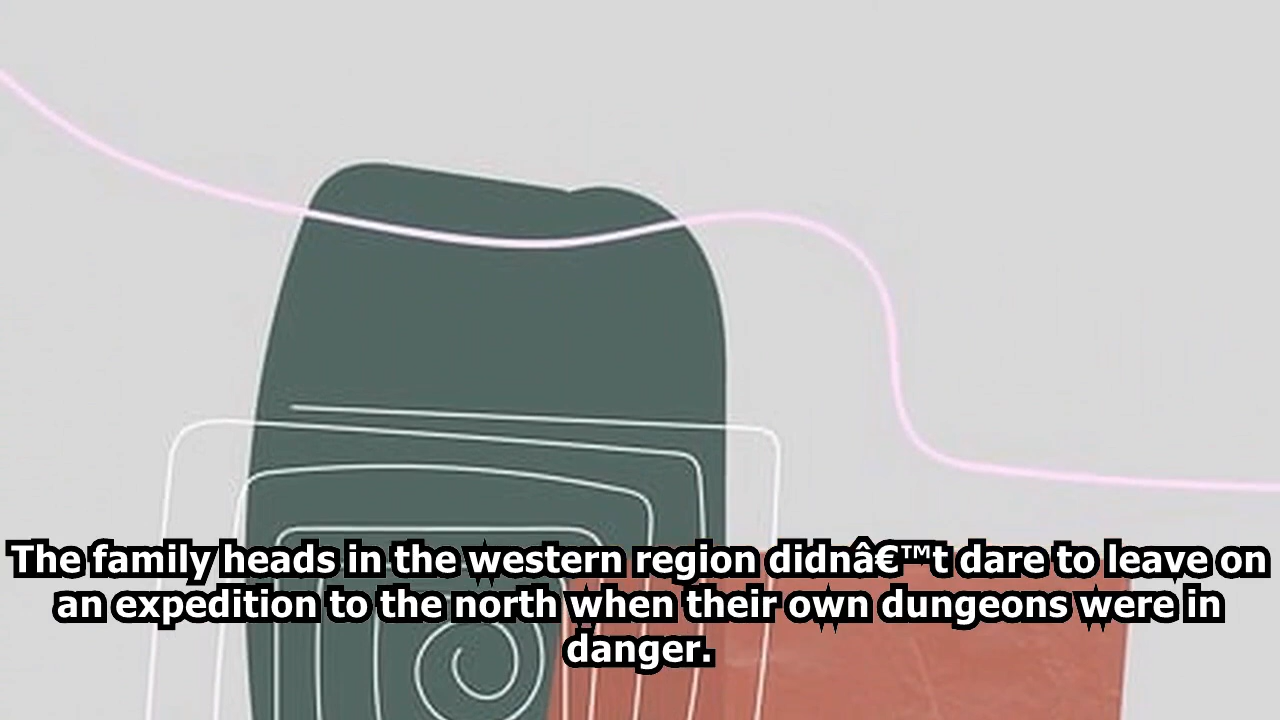 The family heads in the western region didnâ€™t dare to leave on
an expedition to the north when their own dungeons were in
danger.